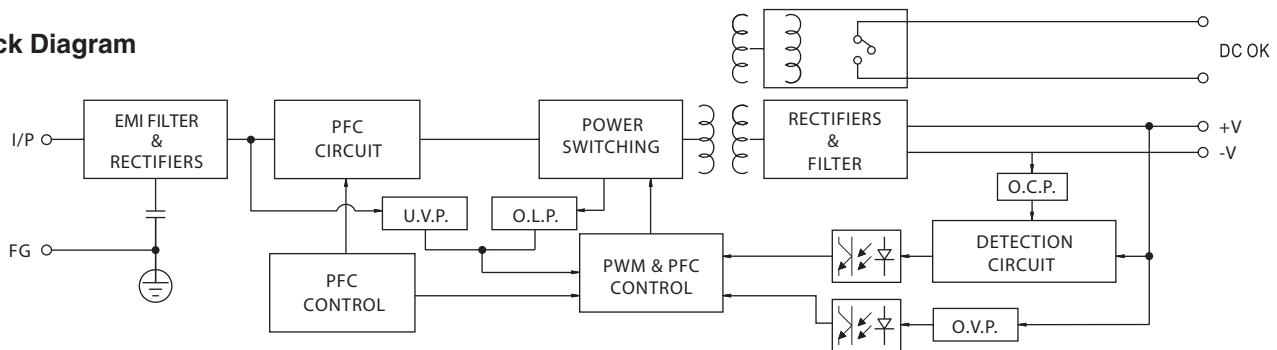 ck Diagram
DC OK
I/P
EMI FILTER
&
RECTIFIERS
PFC
CIRCUIT
POWER
SWITCHING
RECTIFIERS
&
FILTER
+V
-V
O.C.P.
U.V.P.
O.L.P.
FG
PFC
CONTROL
PWM & PFC
CONTROL
DETECTION
CIRCUIT
O.V.P.